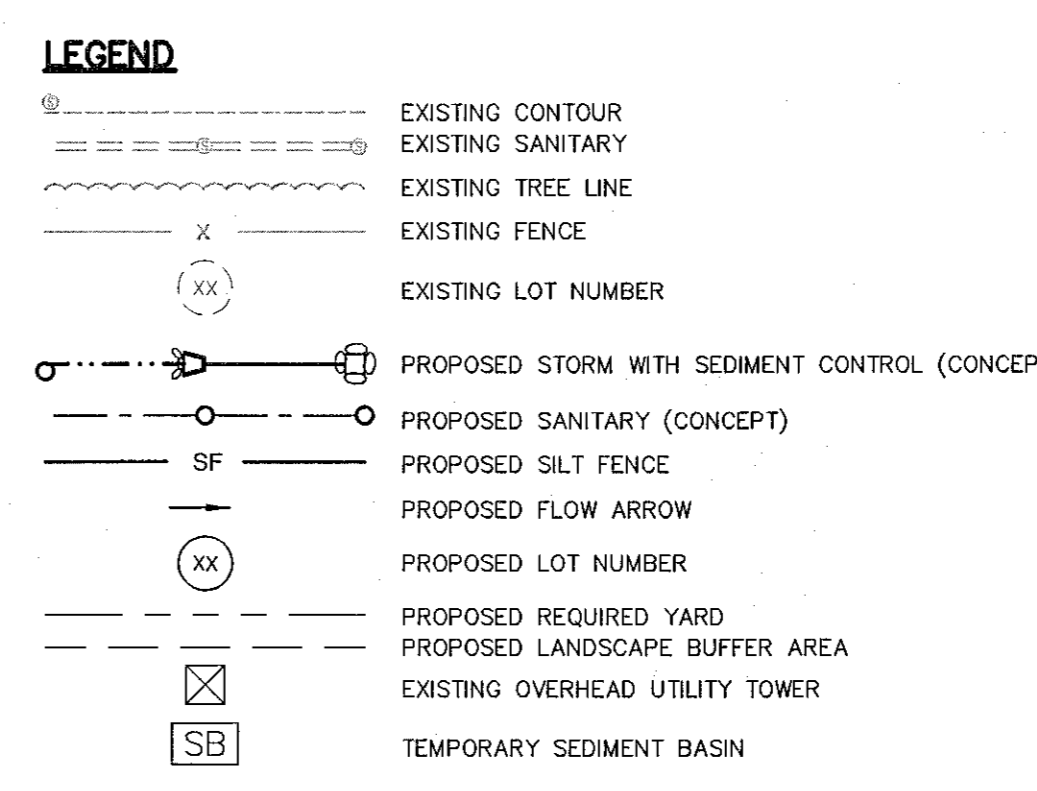 LEGEND
S
EXISTING CONTOUR
S S EXISTING SANITARY
EXISTING TREE LINE
X EXISTING FENCE
XX EXISTING LOT NUMBER
PROPOSED STORM WITH SEDIMENT CONTROL (CONCEP
PROPOSED SANITARY (CONCEPT)
SF PROPOSED SILT FENCE
PROPOSED FLOW ARROW
XX PROPOSED LOT NUMBER
PROPOSED REQUIRED YARD
PROPOSED LANDSCAPE BUFFER AREA
EXISTING OVERHEAD UTILITY TOWER
SB TEMPORARY SEDIMENT BASIN